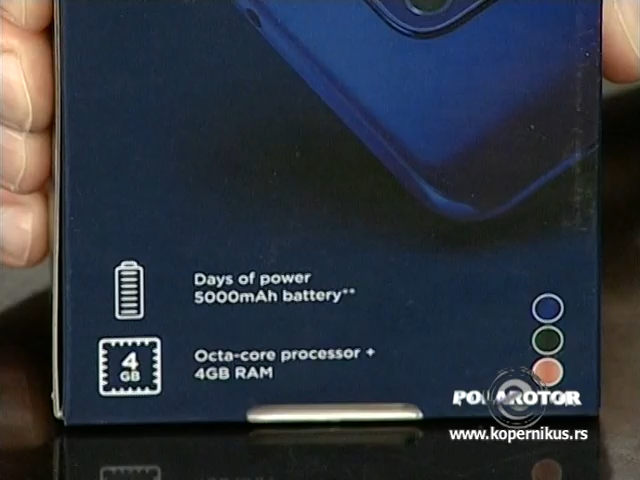 Days of power
5000mAh battery**
4
GB
Octa-core processor +
4GB RAM
POLAROTOR
www.kopernikus.rs